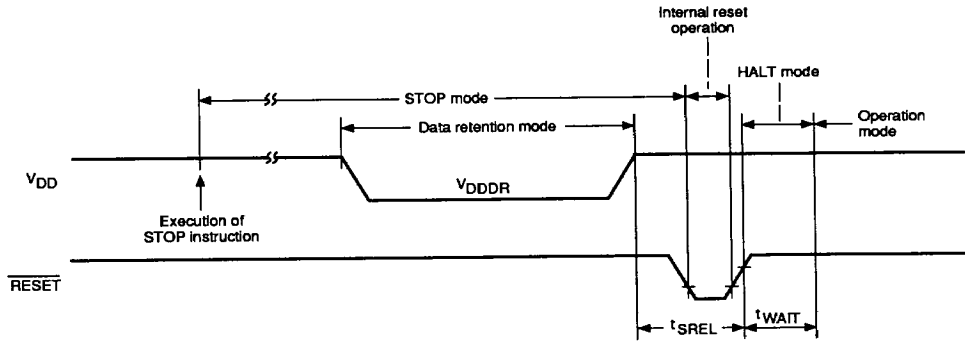 Internal reset
operation
HALT mode
STOP mode
Data retention mode
Operation
mode
VDD
VDDDR
Execution of
STOP instruction
RESET
tSREL
tWAIT